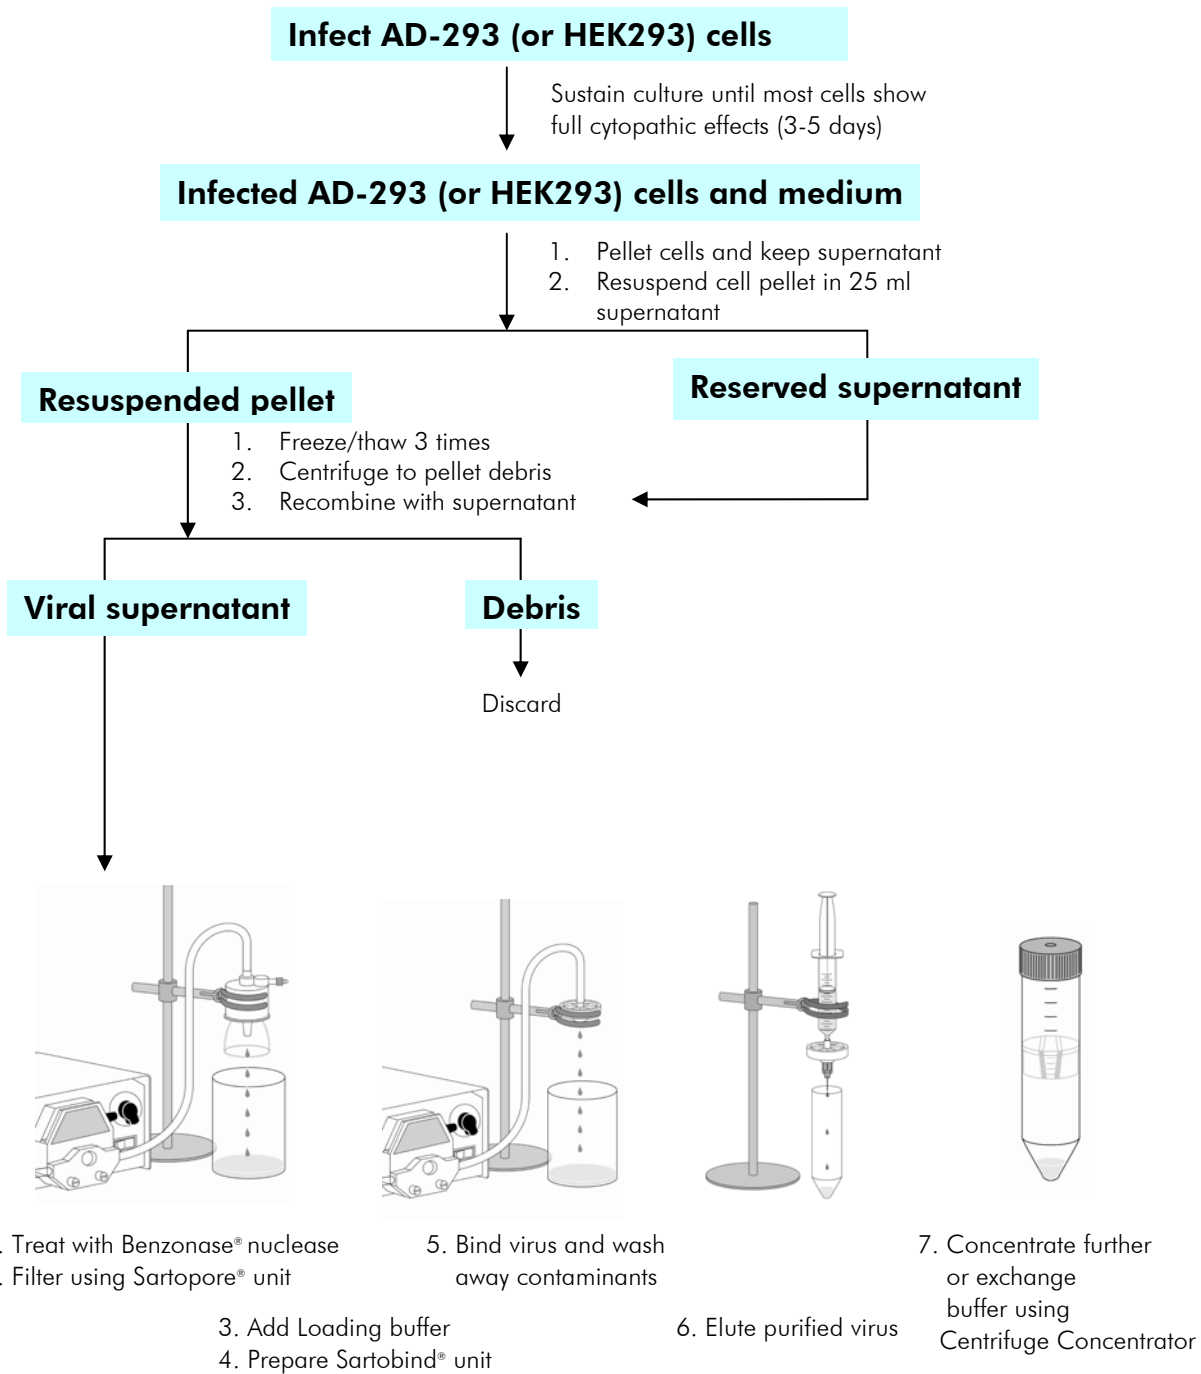 Infect AD-293 (or HEK293) cells
Sustain culture until most cells show
full cytopathic effects (3-5 days)
Infected AD-293 (or HEK293) cells and medium
1. Pellet cells and keep supernatant
2. Resuspend cell pellet in 25 ml
supernatant
Resuspended pellet
Reserved supernatant
1. Freeze/thaw 3 times
2. Centrifuge to pellet debris
3. Recombine with supernatant
Viral supernatant
Debris
Discard
. Treat with Benzonase® nuclease
. Filter using Sartopore® unit
3. Add Loading buffer
4. Prepare Sartobind® unit
5. Bind virus and wash
away contaminants
6. Elute purified virus
7. Concentrate further
or exchange
buffer using
Centrifuge Concentrator